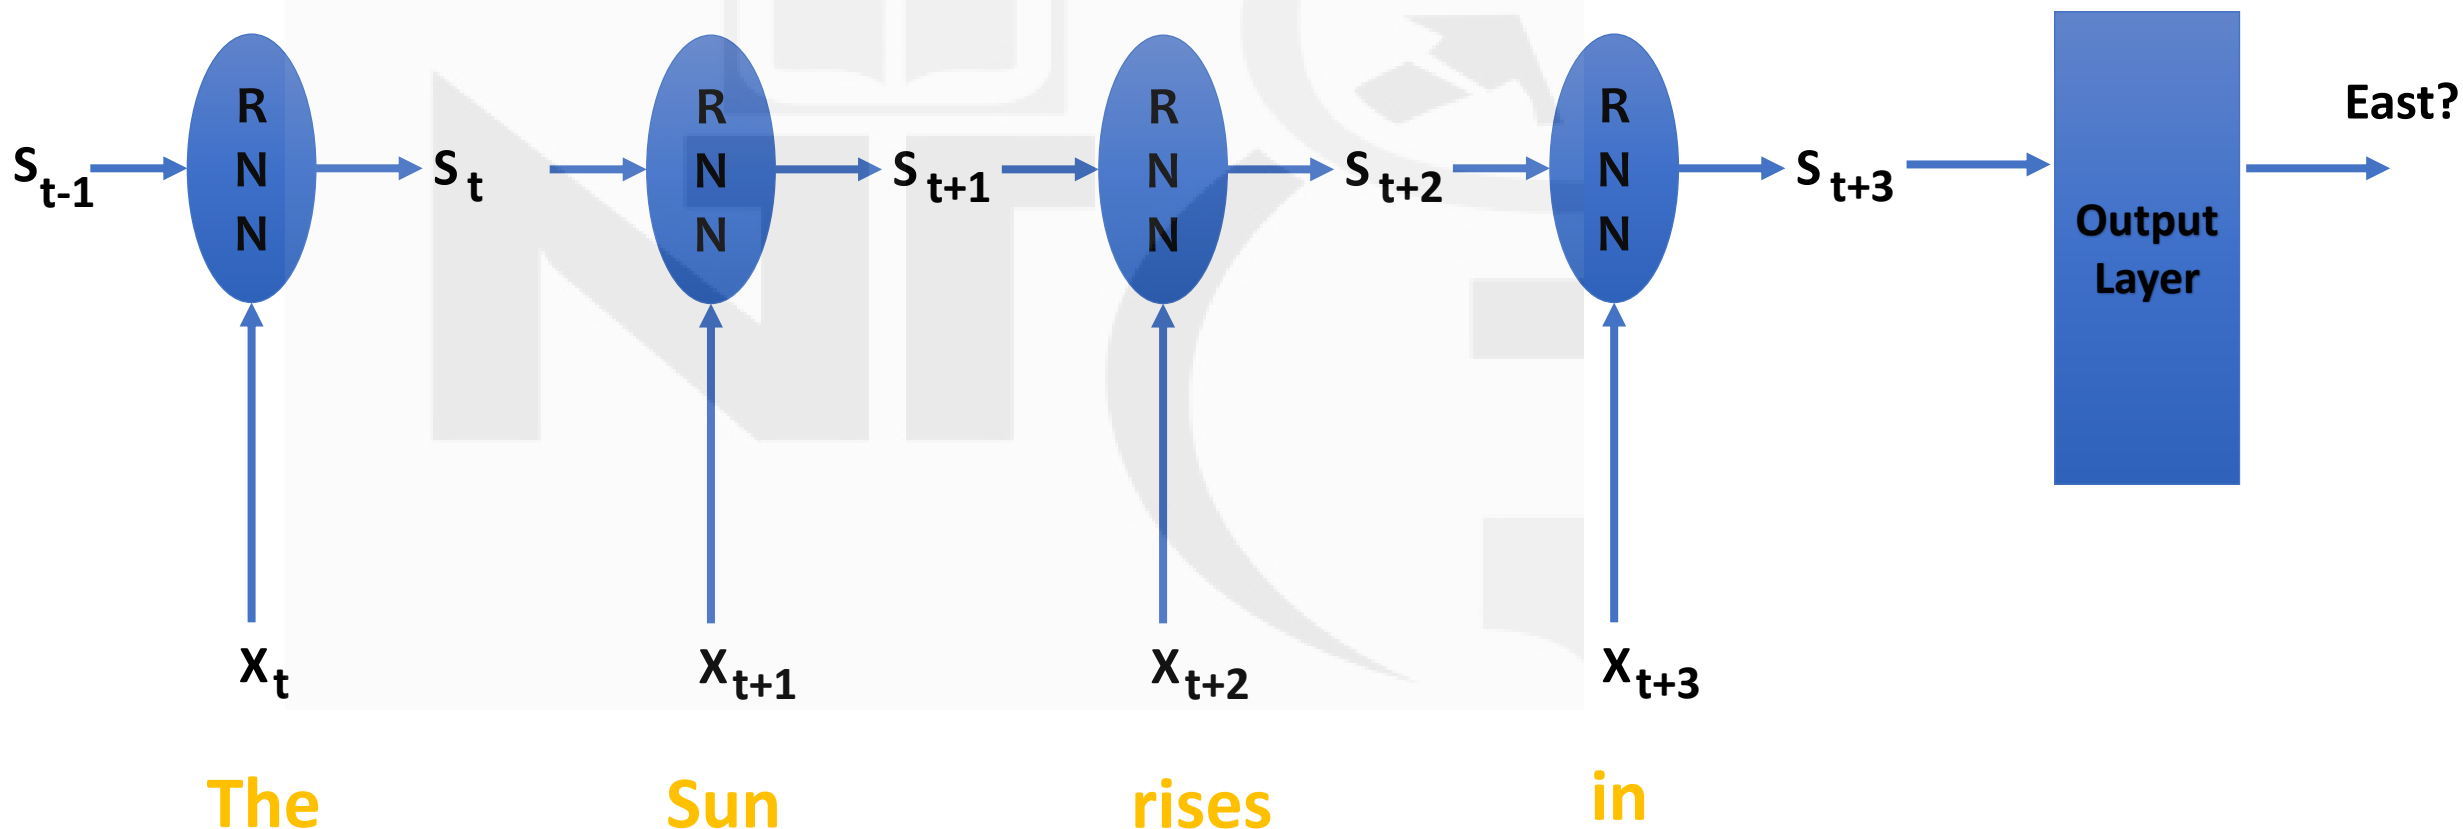 R N N
R N N
R N N
R N N
East?
S t-1
S t
S t+1
S t+2
S t+3
Output
Layer
X t
X t+1
X t+2
X t+3
The Sun rises in